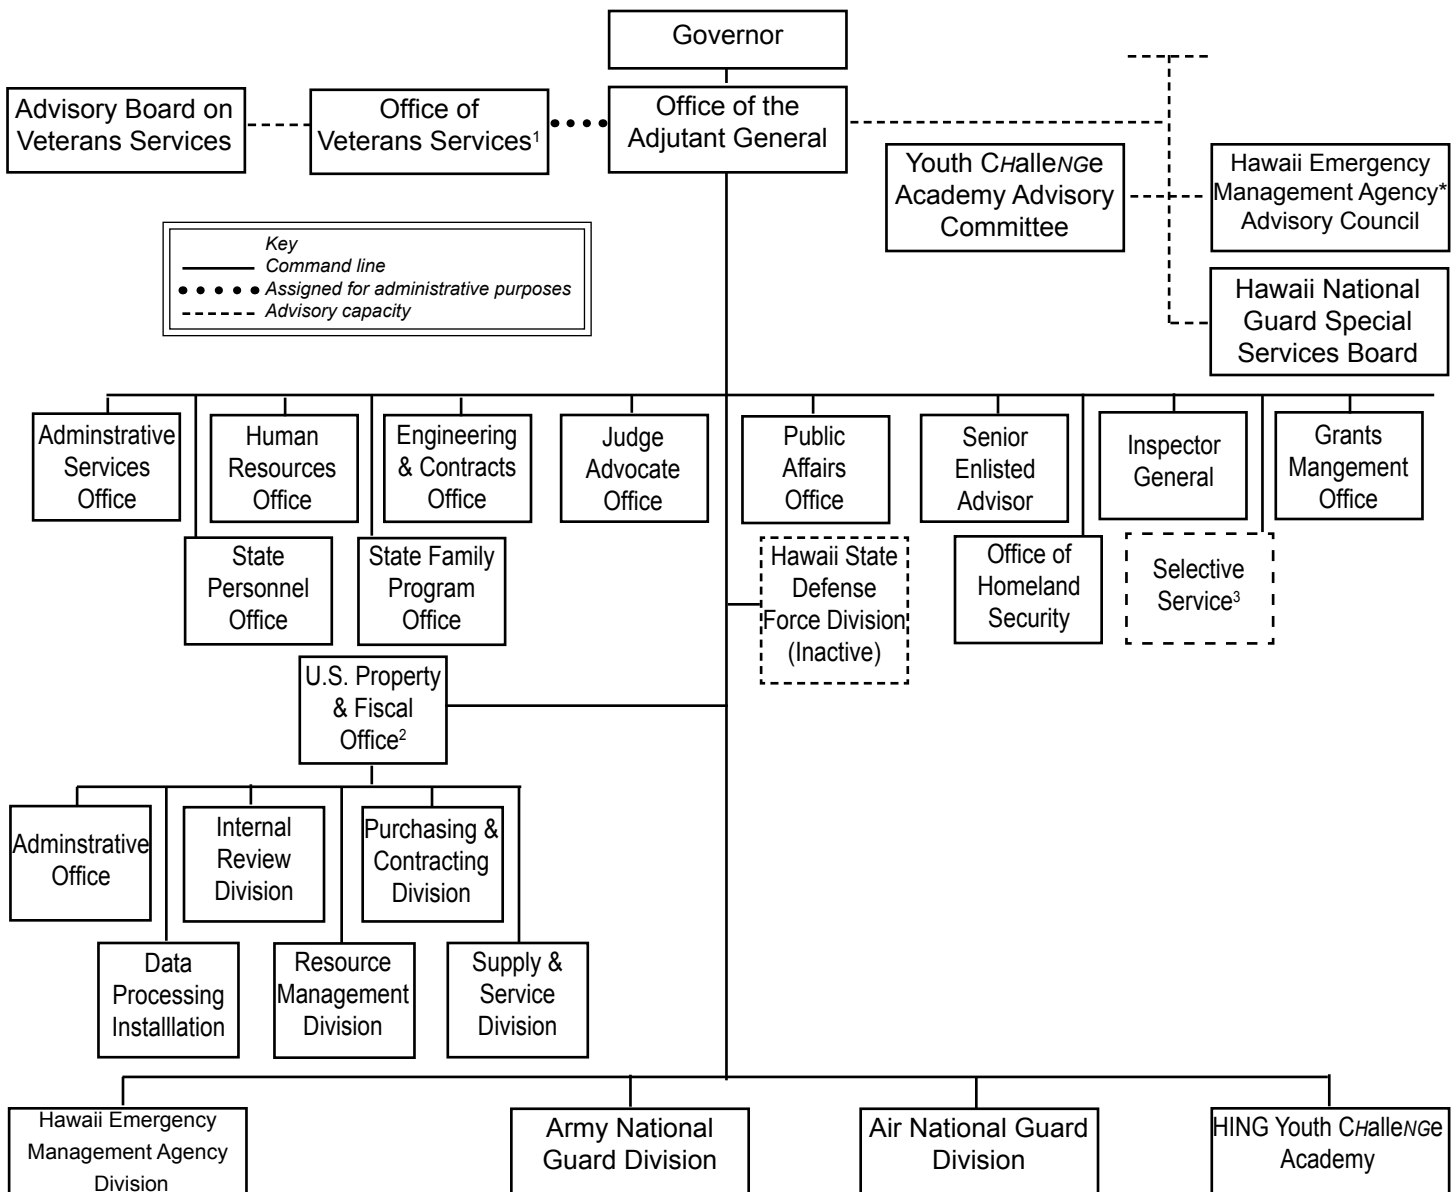 Governor
Advisory Board on
Veterans Services
Office of
Veterans Services¹
Office of the
Adjutant General
Youth CHalleNGe
Academy Advisory
Committee
Hawaii Emergency
Management Agency*
Advisory Council
Hawaii National
Guard Special
Services Board
Key
Command line
Assigned for administrative purposes
Advisory capacity
Adminstrative
Services
Office
Human
Resources
Office
Engineering
& Contracts
Office
Judge
Advocate
Office
Public
Affairs
Office
Senior
Enlisted
Advisor
Inspector
General
Grants
Mangement
Office
State
Personnel
Office
State Family
Program
Office
Hawaii State
Defense
Force Division
(Inactive)
Office of
Homeland
Security
Selective
Service³
U.S. Property
& Fiscal
Office²
Adminstrative
Office
Internal
Review
Division
Purchasing &
Contracting
Division
Data
Processing
Installlation
Resource
Management
Division
Supply &
Service
Division
Hawaii Emergency
Management Agency
Division
Army National
Guard Division
Air National Guard
Division
HING Youth CHalleNGe
Academy